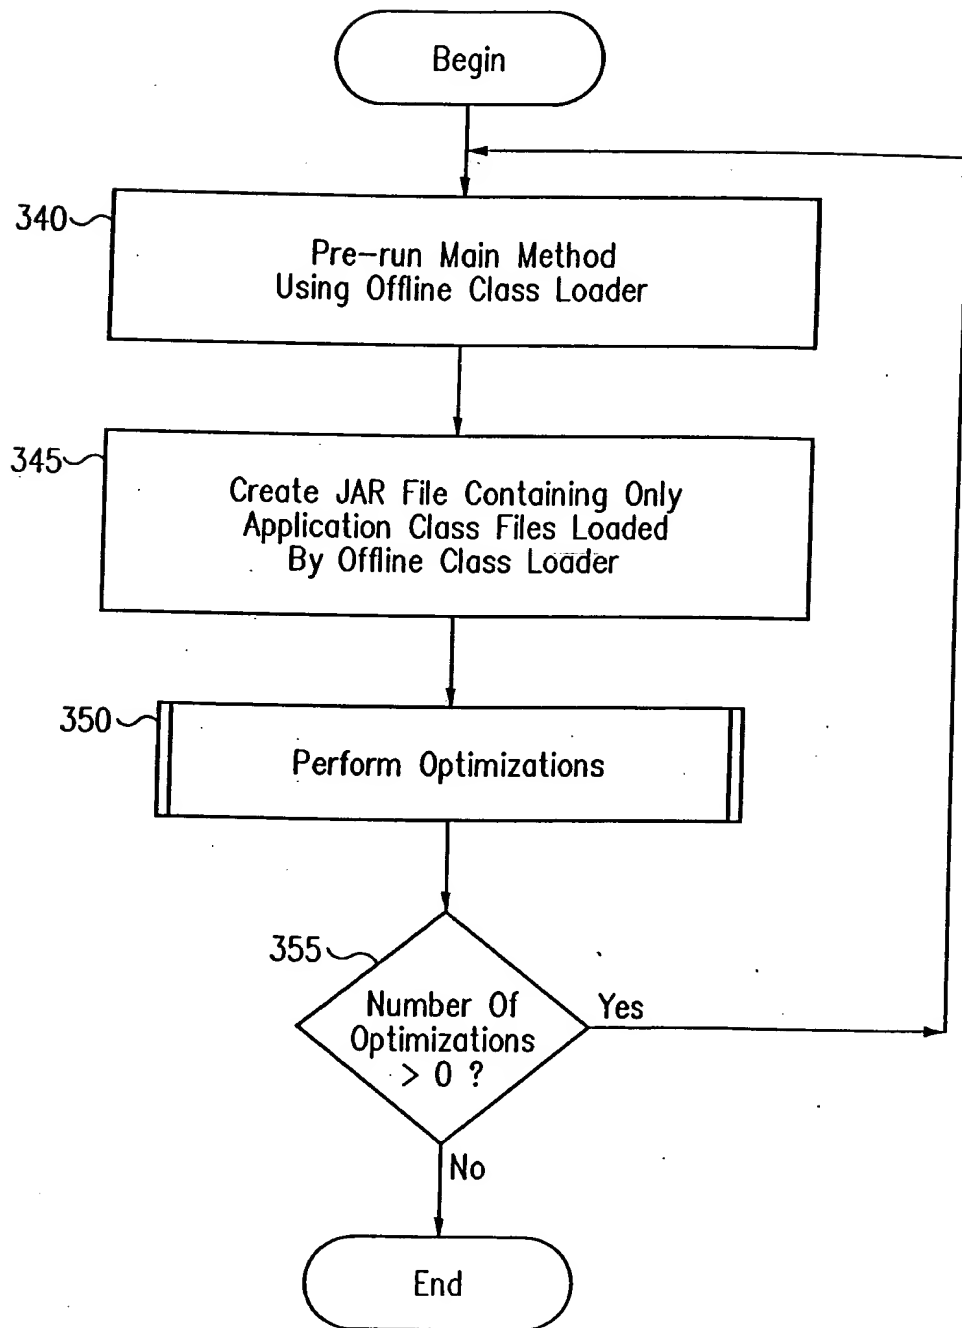 Begin
340
Pre-run Main Method
Using Offline Class Loader
345
Create JAR File Containing Only
Application Class Files Loaded
By Offline Class Loader
350
Perform Optimizations
355
Number Of
Optimizations
> 0 ?
Yes
No
End